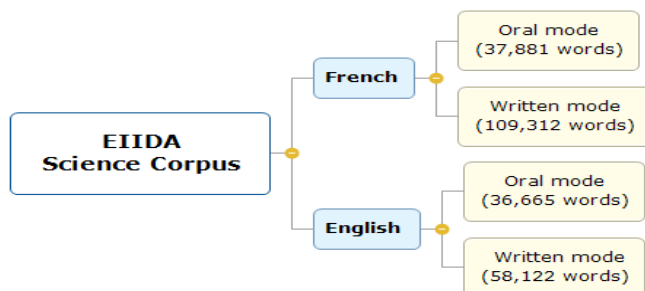 EIIDA
Science Corpus
French
Oral mode
(37,881 words)
Written mode
(109,312 words)
English
Oral mode
(36,665 words)
Written mode
(58,122 words)